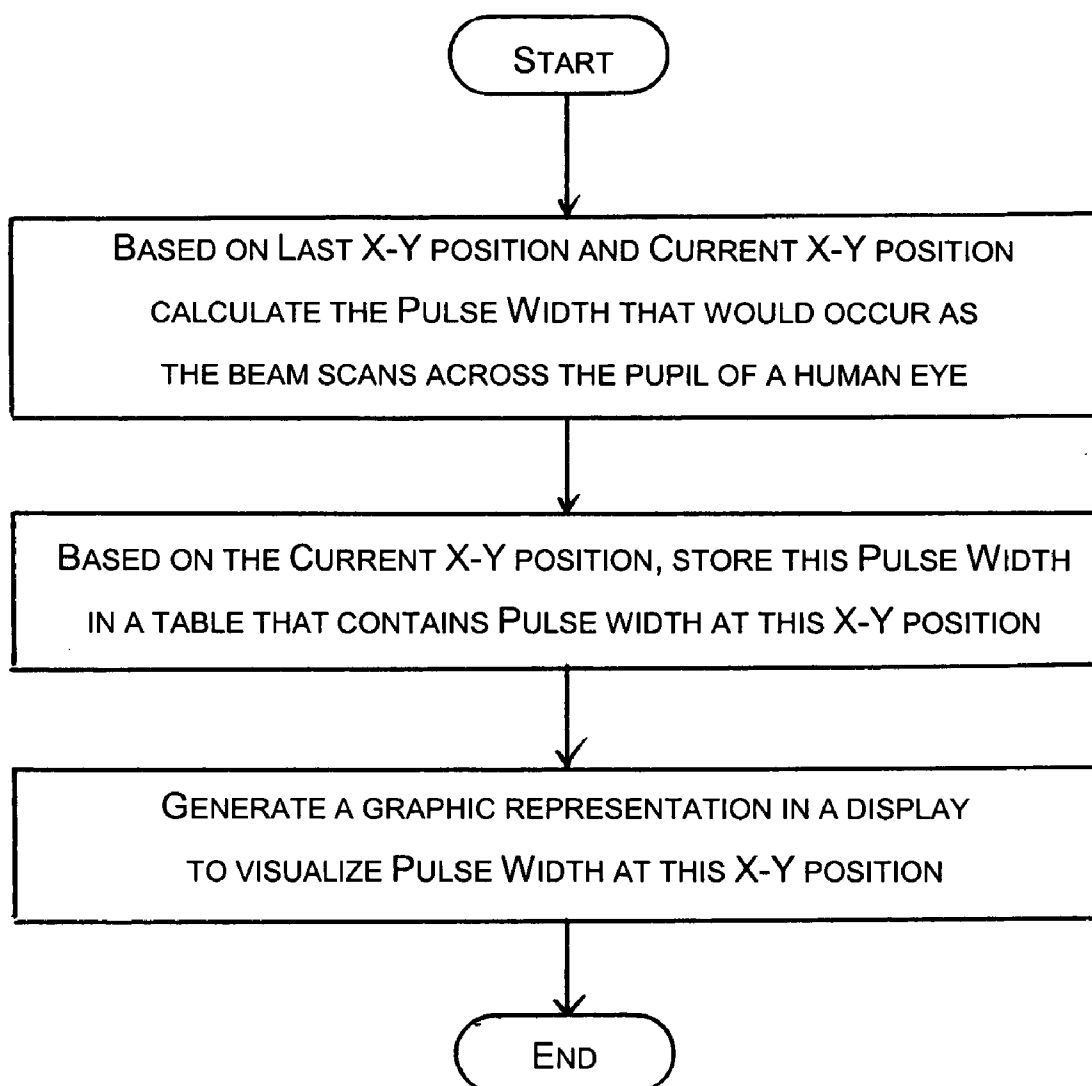 START
BASED ON LAST X-Y POSITION AND CURRENT X-Y POSITION
CALCULATE THE PULSE WIDTH THAT WOULD OCCUR AS
THE BEAM SCANS ACROSS THE PUPIL OF A HUMAN EYE
BASED ON THE CURRENT X-Y POSITION, STORE THIS PULSE WIDTH
IN A TABLE THAT CONTAINS PULSE WIDTH AT THIS X-Y POSITION
GENERATE A GRAPHIC REPRESENTATION IN A DISPLAY
TO VISUALIZE PULSE WIDTH AT THIS X-Y POSITION
END